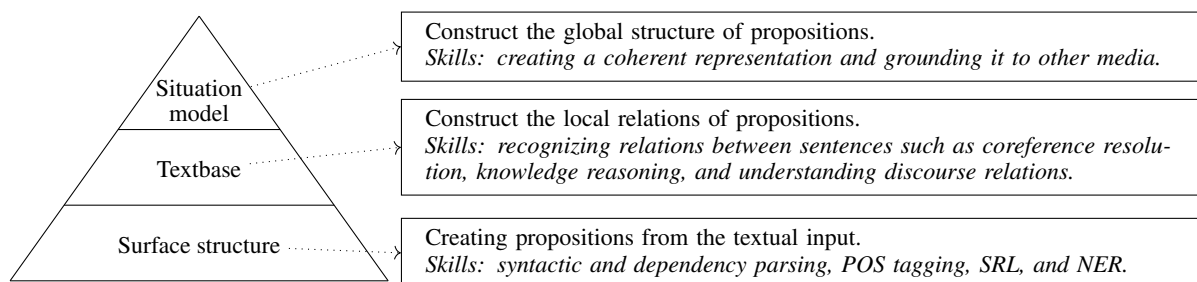 Situation
model
Textbase
Surface structure
Construct the global structure of propositions.
Skills: creating a coherent representation and grounding it to other media.
Construct the local relations of propositions.
Skills: recognizing relations between sentences such as coreference resolu-
tion, knowledge reasoning, and understanding discourse relations.
Creating propositions from the textual input.
Skills: syntactic and dependency parsing, POS tagging, SRL, and NER.